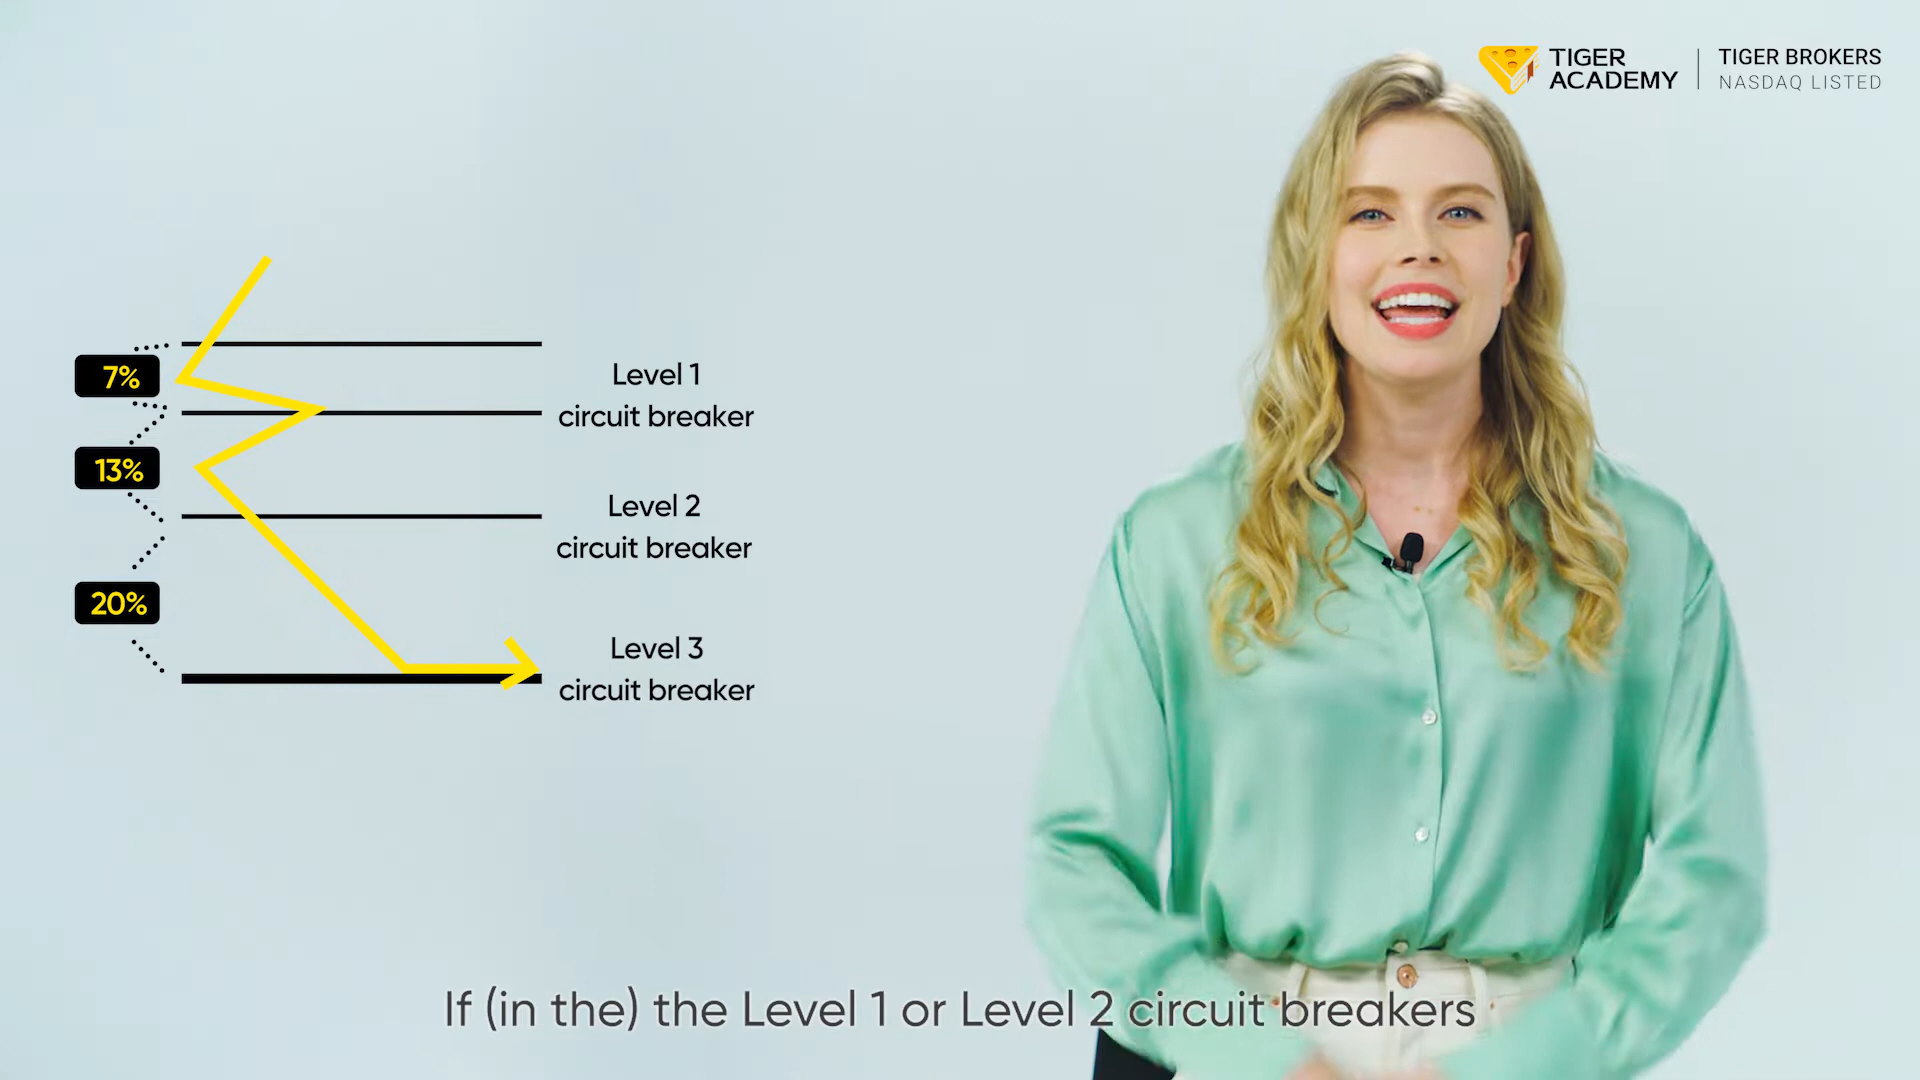 TIGER
ACADEMY
TIGER BROKERS
NASDAQ LISTED
7%
Level 1
circuit breaker
13%
Level 2
circuit breaker
20%
Level 3
circuit breaker
If (in the) the Level 1 or Level 2 circuit breakers